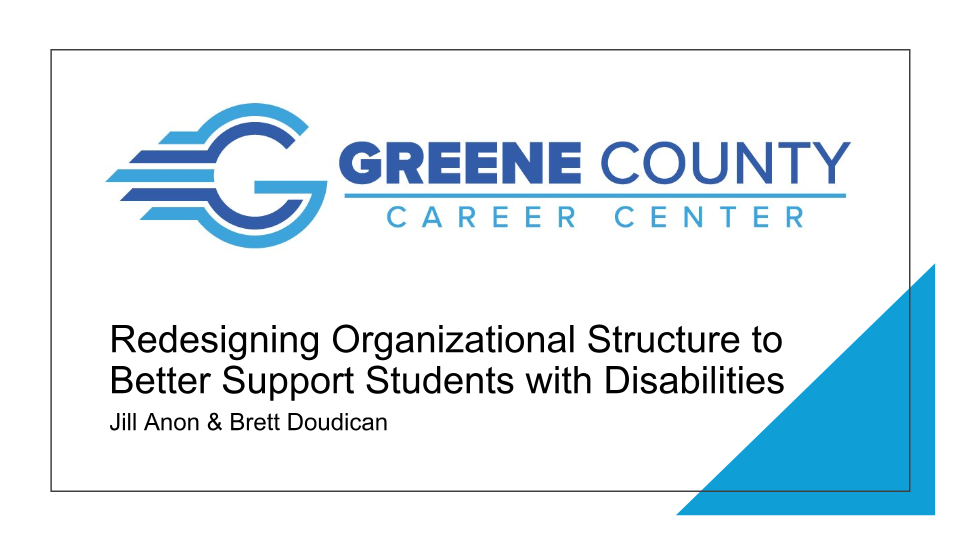 GREENE COUNTY
CAREER CENTER
Redesigning Organizational Structure to
Better Support Students with Disabilities
Jill Anon & Brett Doudican